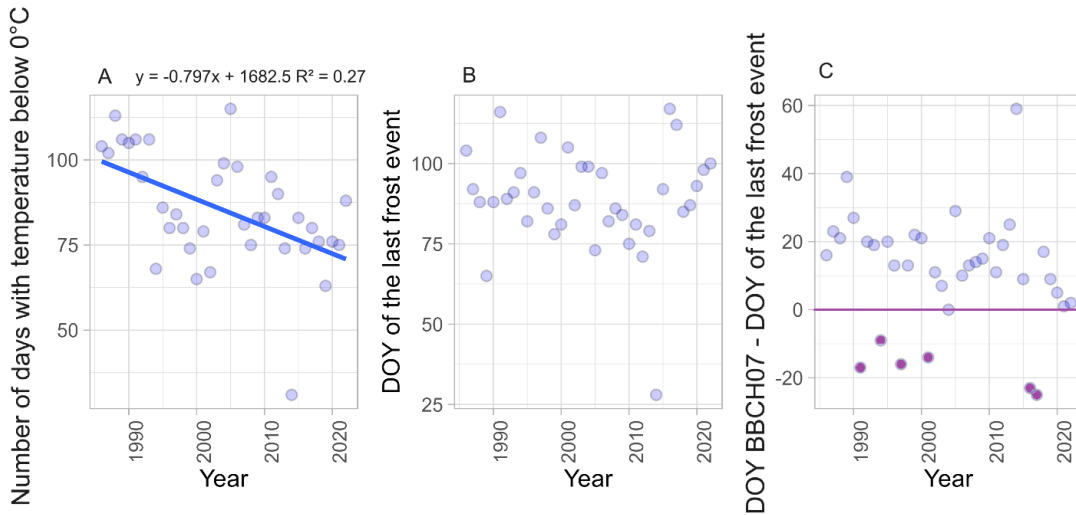 A y = -0.797x + 1682.5 R² = 0.27
Number of days with temperature below 0°C
100
75
50
1990
2000
2010
2020
Year
B
DOY of the last frost event
100
75
50
25
1990
2000
2010
2020
Year
C
DOY BBCH07 - DOY of the last frost event
60
40
20
0
-20
1990
2000
2010
2020
Year